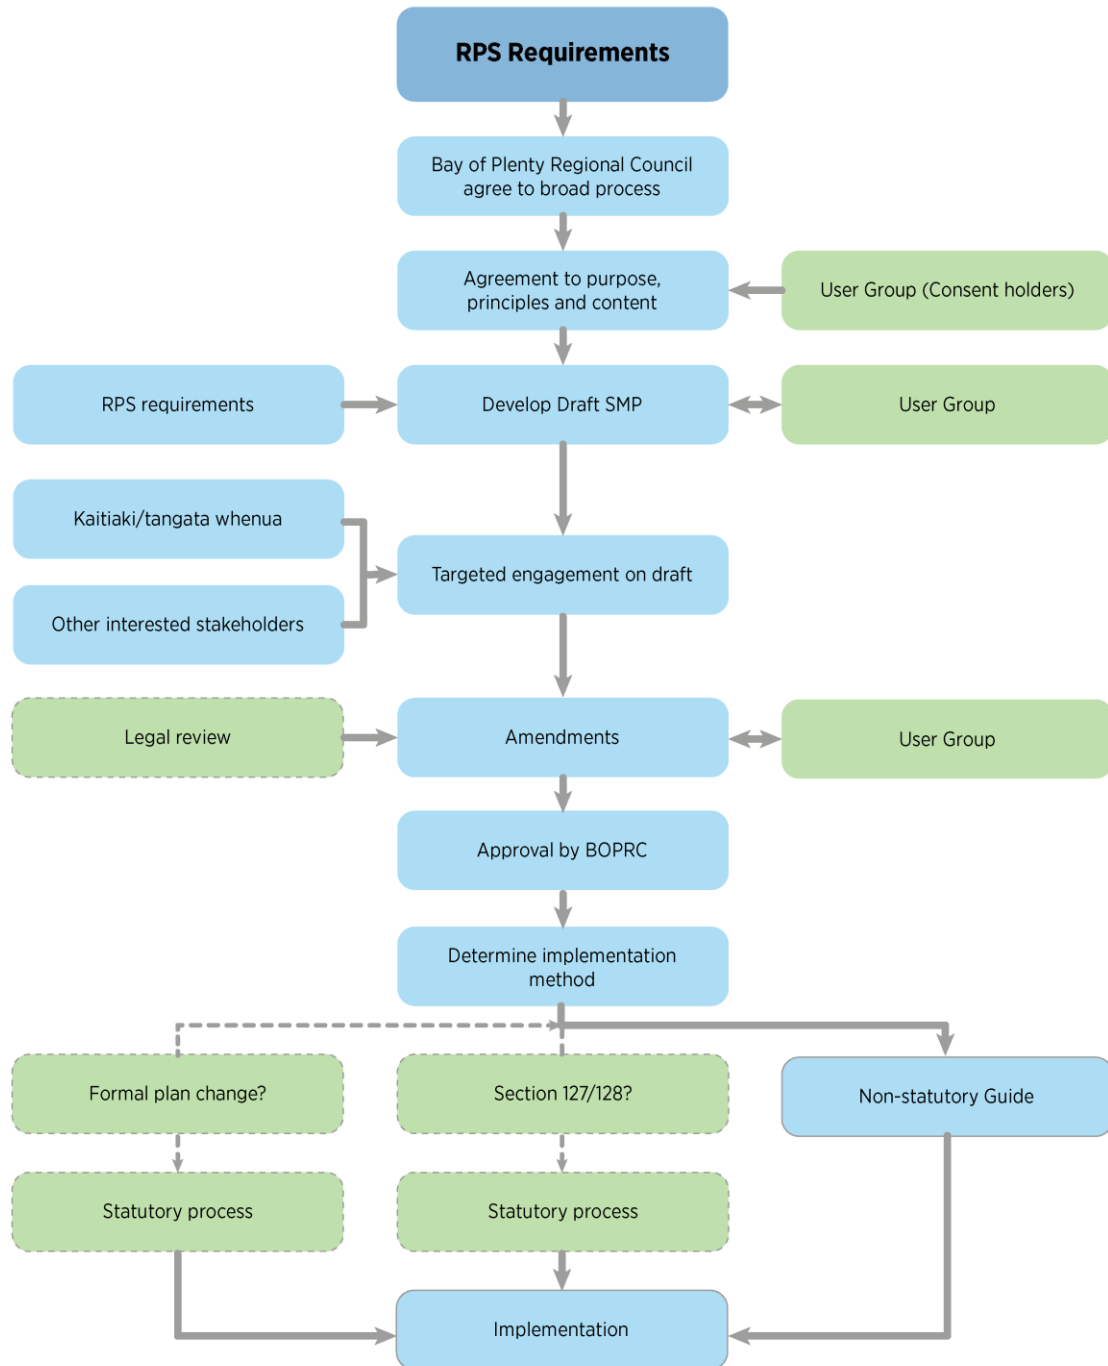 RPS Requirements
Bay of Plenty Regional Council
agree to broad process
Agreement to purpose,
principles and content
User Group (Consent holders)
RPS requirements
Develop Draft SMP
User Group
Kaitiaki/tangata whenua
Targeted engagement on draft
Other interested stakeholders
Legal review
Amendments
User Group
Approval by BOPRC
Determine implementation
method
Formal plan change?
Section 127/128?
Non-statutory Guide
Statutory process
Statutory process
Implementation